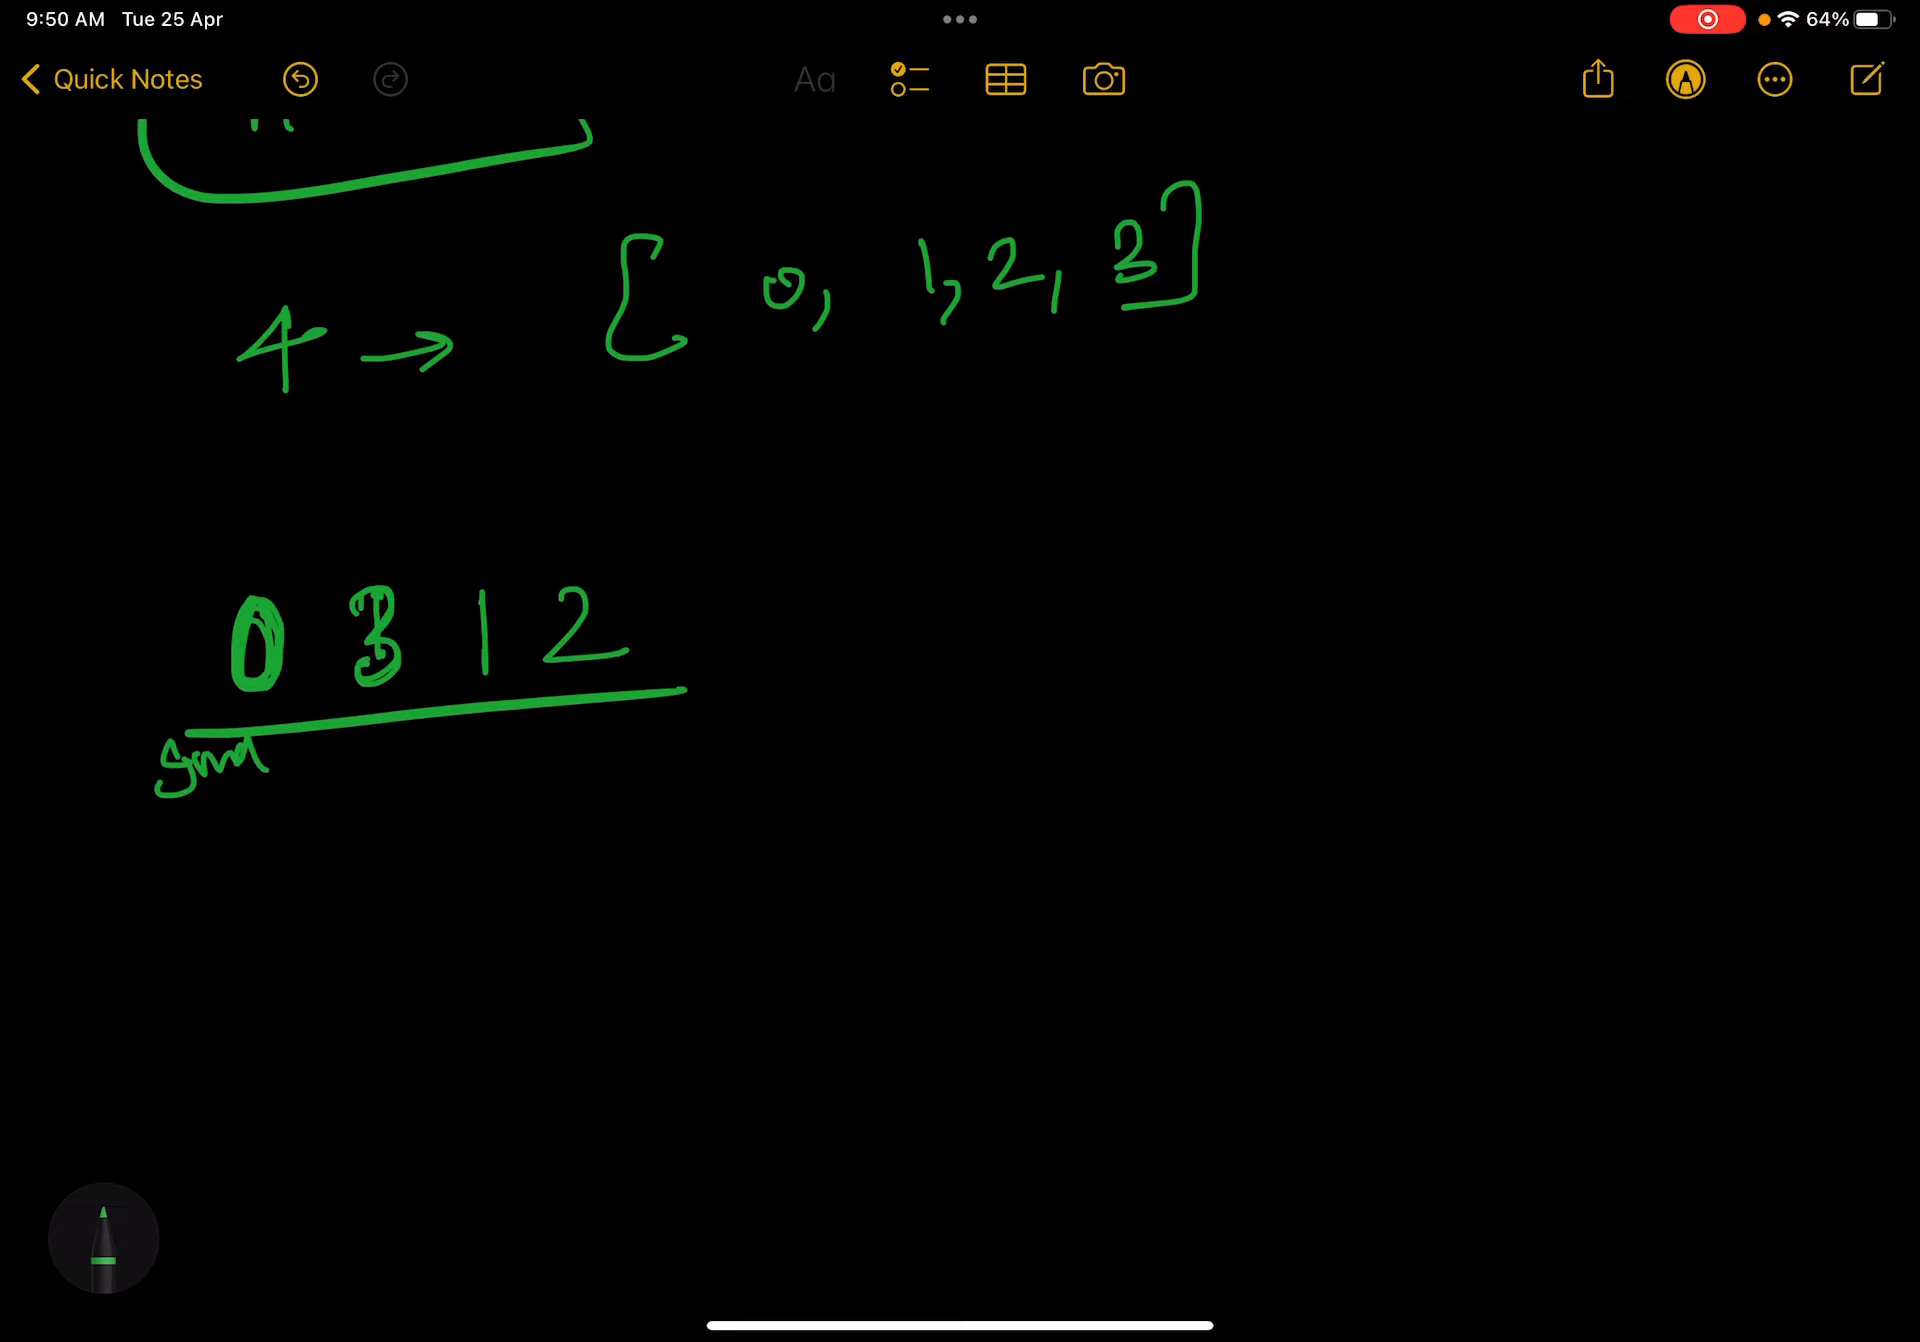 9:50 AM Tue 25 Apr
64%
Quick Notes
Aa
4 → [ 0, 1, 2, 3 ]
0 3 1 2